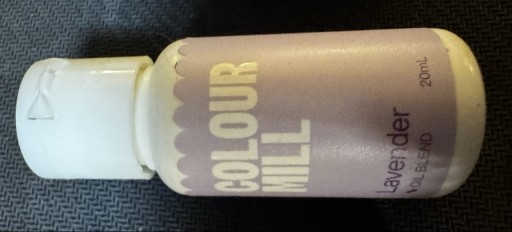 COLOUR
MILL
Lavender
OIL BLEND
20mL